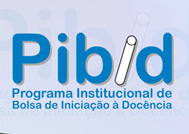 Pibid
Programa Institucional de
Bolsa de Iniciação à Docência